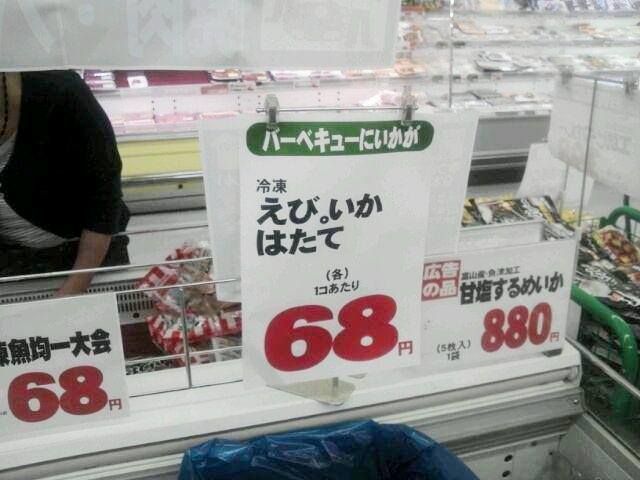 バーベキューにいかが
冷凍
えび。いか
はたて
(各)
1コあたり
68円
魚均一大会
68円
広告
の品
富山産・魚津加工
甘塩するめいか
(5枚入)
1袋
880円